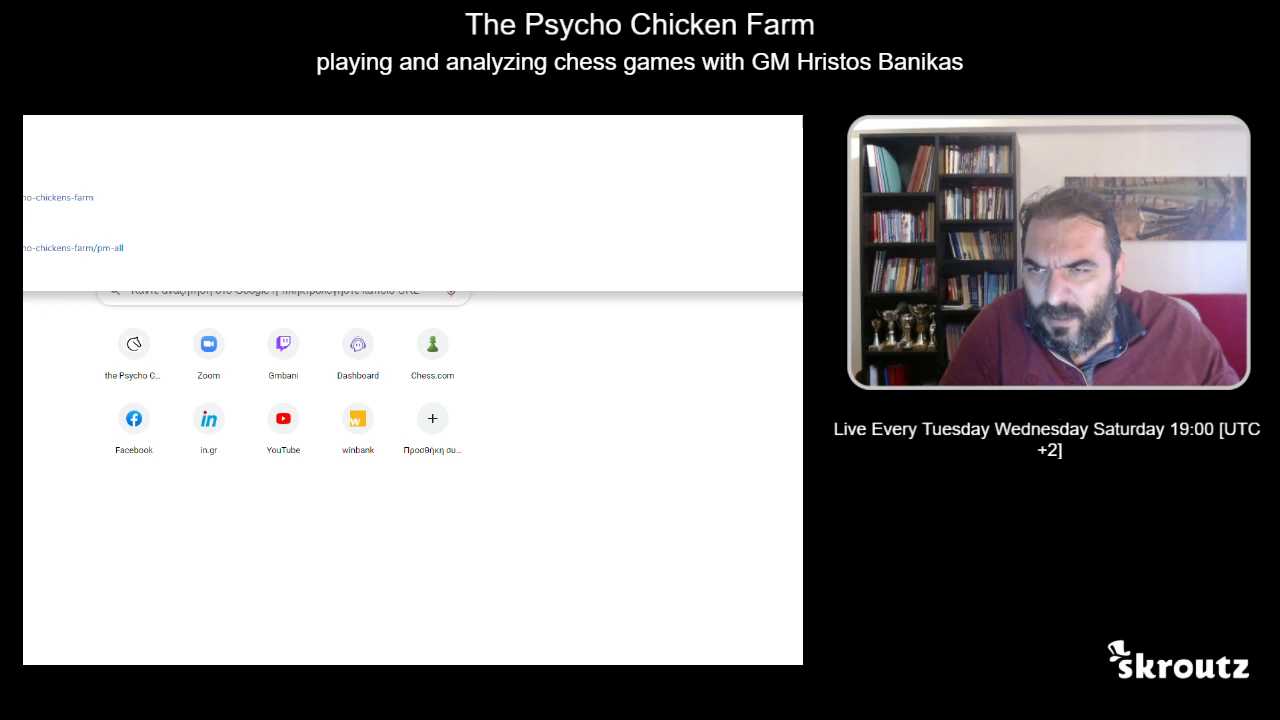 The Psycho Chicken Farm
playing and analyzing chess games with GM Hristos Banikas
ho-chickens-farm
ho-chickens-farm/pm-all
the Psycho C...
Zoom
Gmbani
Dashboard
Chess.com
Facebook
in.gr
YouTube
winbank
Προσθήκη συ...
Live Every Tuesday Wednesday Saturday 19:00 [UTC
+2]
skroutz